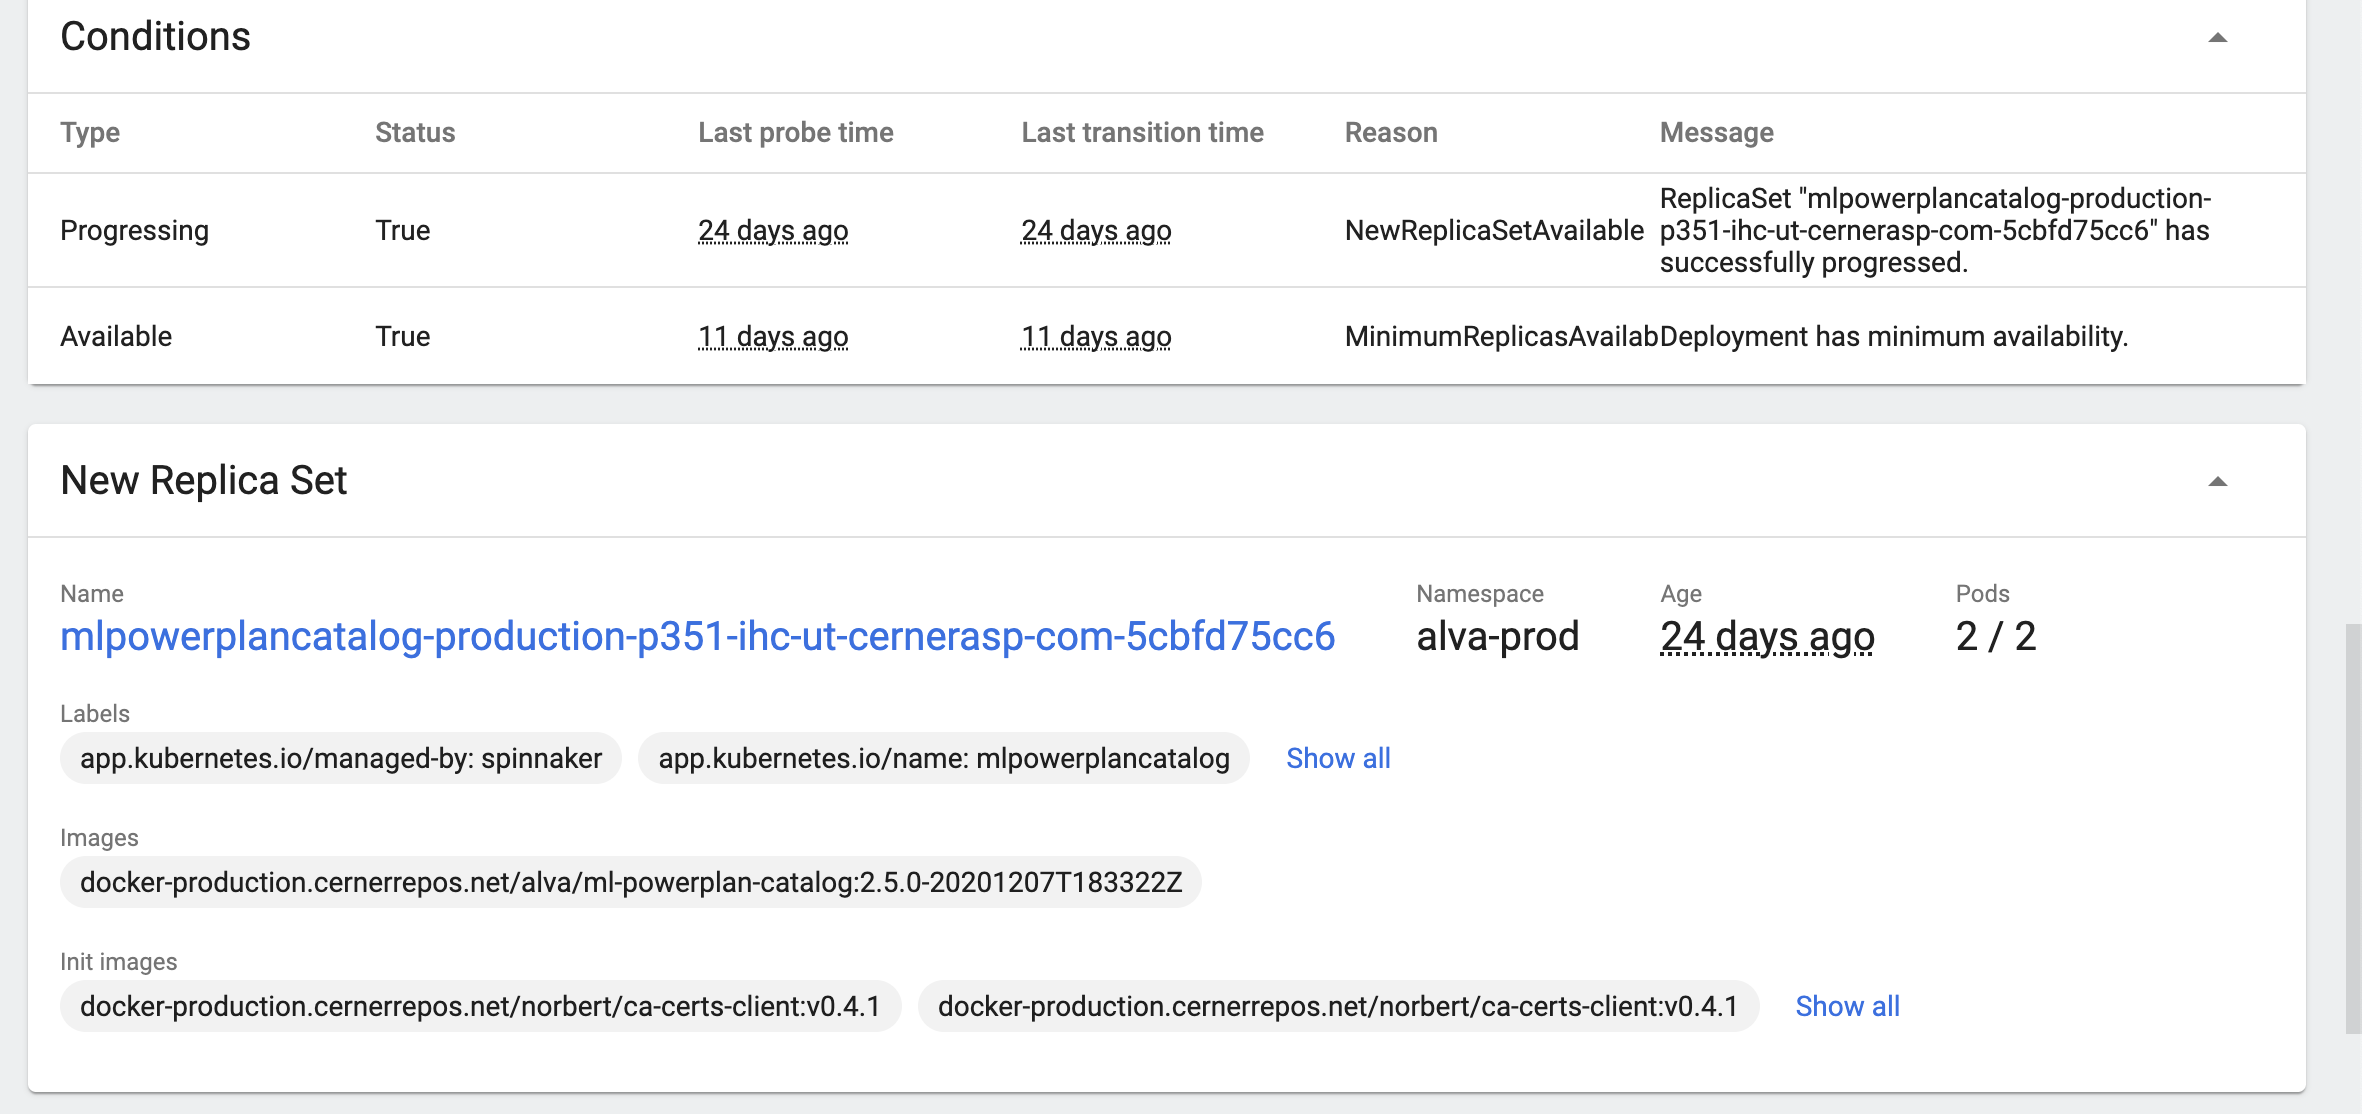 Conditions
Type Status Last probe time Last transition time Reason Message
Progressing True 24 days ago 24 days ago NewReplicaSetAvailable ReplicaSet "mlpowerplancatalog-production-
p351-ihc-ut-cernerasp-com-5cbfd75cc6" has
successfully progressed.
Available True 11 days ago 11 days ago MinimumReplicasAvailab Deployment has minimum availability.
New Replica Set
Name Namespace Age Pods
mlpowerplancatalog-production-p351-ihc-ut-cernerasp-com-5cbfd75cc6 alva-prod 24 days ago 2 / 2
Labels
app.kubernetes.io/managed-by: spinnaker app.kubernetes.io/name: mlpowerplancatalog Show all
Images
docker-production.cernerrepos.net/alva/ml-powerplan-catalog:2.5.0-20201207T183322Z
Init images
docker-production.cernerrepos.net/norbert/ca-certs-client:v0.4.1 docker-production.cernerrepos.net/norbert/ca-certs-client:v0.4.1 Show all